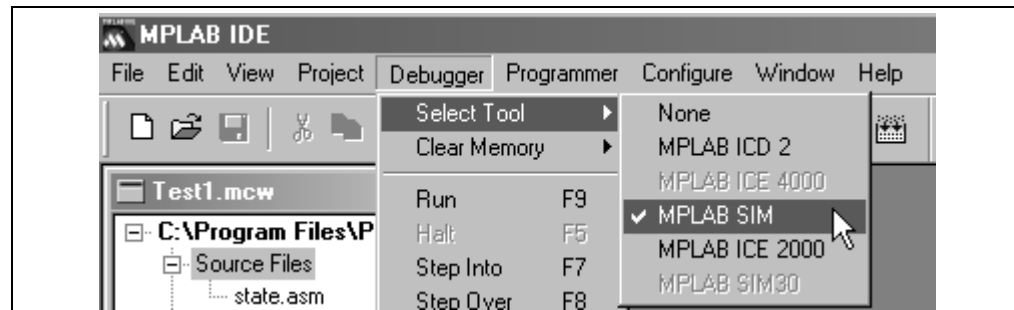 MPLAB IDE
File Edit View Project Debugger Programmer Configure Window Help
Select Tool
Clear Memory
Run F9
Halt F5
Step Into F7
Step Over F8
None
MPLAB ICD 2
MPLAB ICE 4000
MPLAB SIM
MPLAB ICE 2000
MPLAB SIM30
Test1.mcw
C:\Program Files\P
Source Files
state.asm